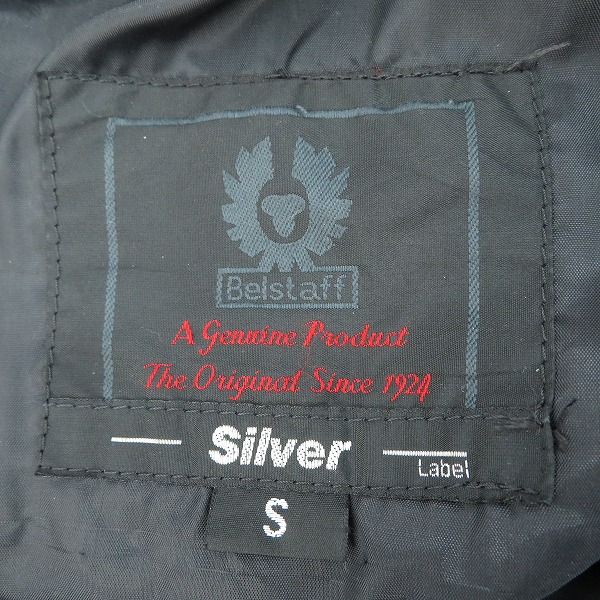 Belstaff
A Genuine Product
The Original Since 1924
Silver
Label
S